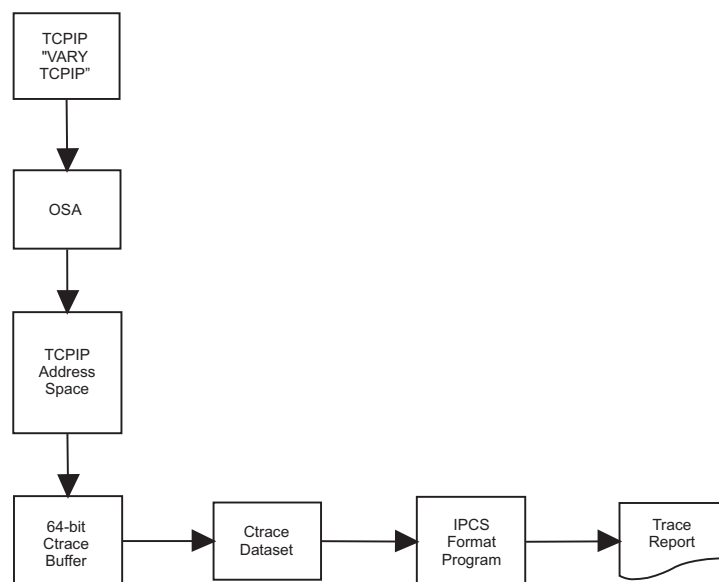 TCPIP
"VARY
TCPIP”
OSA
TCPIP
Address
Space
64-bit
Ctrace
Buffer
Ctrace
Dataset
IPCS
Format
Program
Trace
Report